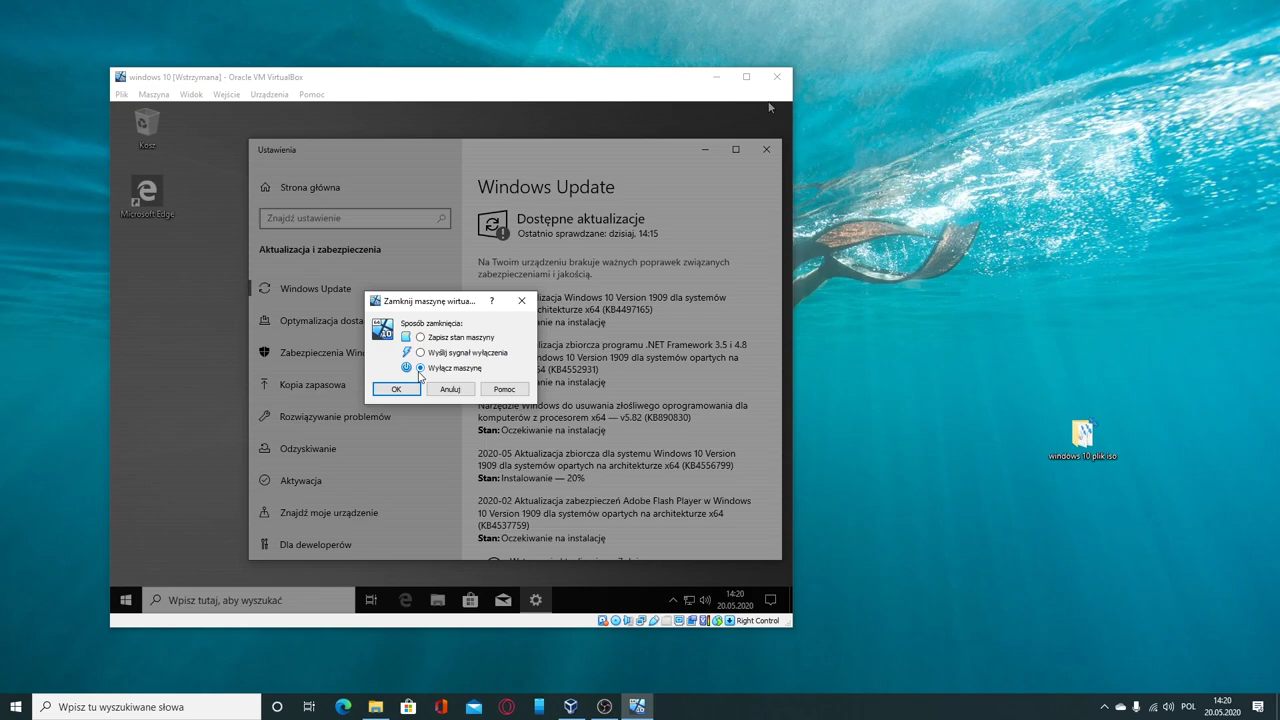 windows 10 [Wstrzymana] - Oracle VM VirtualBox
Plik Maszyna Widok Wejście Urządzenia Pomoc
Kosz
Microsoft Edge
Ustawienia
Strona główna
Znajdź ustawienie
Aktualizacja i zabezpieczenia
Windows Update
Optymalizacja dosta
Zabezpieczenia Win
Kopia zapasowa
Rozwiązywanie problemów
Odzyskiwanie
Aktywacja
Znajdź moje urządzenie
Dla deweloperów
Windows Update
Dostępne aktualizacje
Ostatnio sprawdzane: dzisiaj, 14:15
Na Twoim urządzeniu brakuje ważnych poprawek związanych
zabezpieczeniami i jakością.
lizacja Windows 10 Version 1909 dla systemów
chitekturze x64 (KB4497165)
kiwanie na instalację
lizacja zbiorcza programu .NET Framework 3.5 i 4.8
ndows 10 Version 1909 dla systemów opartych na
ekturze x64 (KB4552931)
kiwanie na instalację
Narzędzie Windows do usuwania złośliwego oprogramowania dla
komputerów z procesorem x64 — v5.82 (KB890830)
Stan: Oczekiwanie na instalację
2020-05 Aktualizacja zbiorcza dla systemu Windows 10 Version
1909 dla systemów opartych na architekturze x64 (KB4556799)
Stan: Instalowanie — 20%
2020-02 Aktualizacja zabezpieczeń Adobe Flash Player w Windows
10 Version 1909 dla systemów opartych na architekturze x64
(KB4537759)
Stan: Oczekiwanie na instalację
Zamknij maszynę wirtua... ?
Sposób zamknięcia:
Zapisz stan maszyny
Wyślij sygnał wyłączenia
Wyłącz maszynę
OK Anuluj Pomoc
Wpisz tutaj, aby wyszukać
14:20
20.05.2020
Right Control
windows 10 plik iso
Wpisz tu wyszukiwane słowa
POL
14:20
20.05.2020